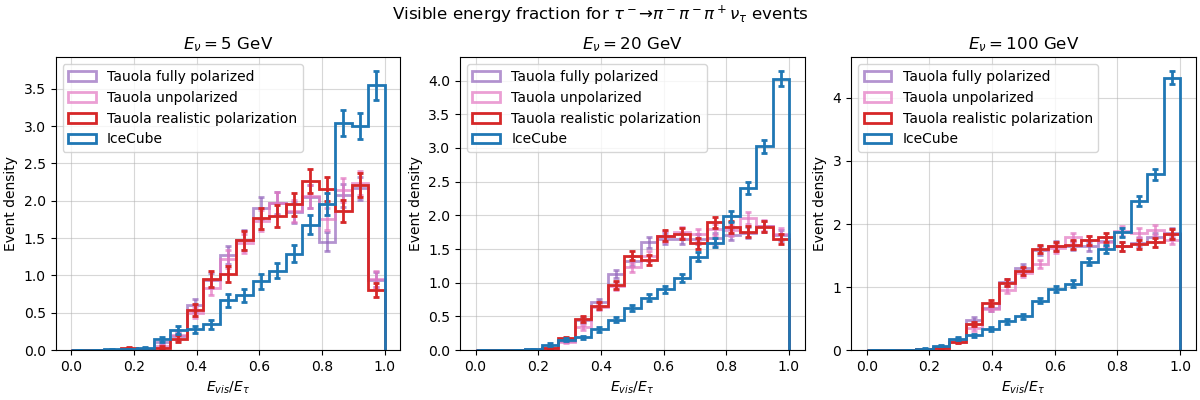 Visible energy fraction for τ⁻→π⁻π⁻π⁺ν_τ events
E_ν = 5 GeV
Event density
3.5
3.0
2.5
2.0
1.5
1.0
0.5
0.0
Tauola fully polarized
Tauola unpolarized
Tauola realistic polarization
IceCube
0.0 0.2 0.4 0.6 0.8 1.0
E_vis/E_τ
E_ν = 20 GeV
Event density
4.0
3.5
3.0
2.5
2.0
1.5
1.0
0.5
0.0
Tauola fully polarized
Tauola unpolarized
Tauola realistic polarization
IceCube
0.0 0.2 0.4 0.6 0.8 1.0
E_vis/E_τ
E_ν = 100 GeV
Event density
4
3
2
1
0
Tauola fully polarized
Tauola unpolarized
Tauola realistic polarization
IceCube
0.0 0.2 0.4 0.6 0.8 1.0
E_vis/E_τ